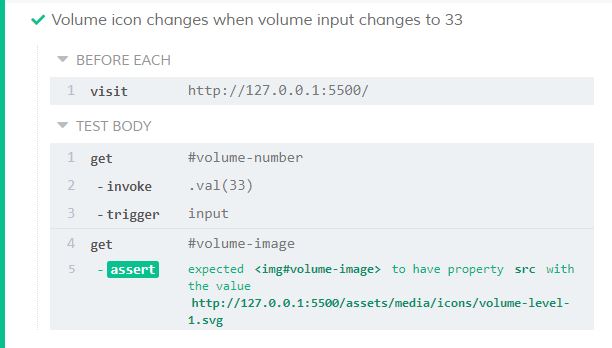 Volume icon changes when volume input changes to 33
BEFORE EACH
1 visit http://127.0.0.1:5500/
TEST BODY
1 get #volume-number
2 - invoke .val(33)
3 - trigger input
4 get #volume-image
5 - assert expected <img#volume-image> to have property src with
the value
http://127.0.0.1:5500/assets/media/icons/volume-level-
1.svg